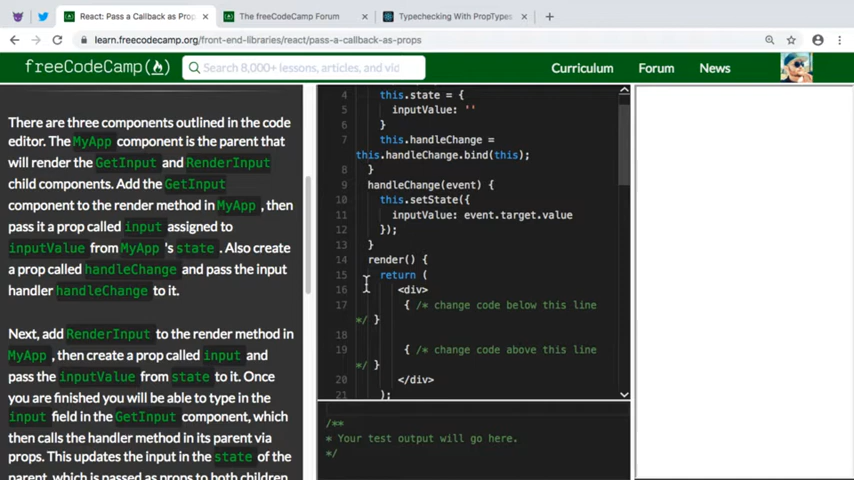 React: Pass a Callback as Prop
The freeCodeCamp Forum
Typechecking With PropTypes
learn.freecodecamp.org/front-end-libraries/react/pass-a-callback-as-props
freeCodeCamp
Search 8,000+ lessons, articles, and vid
Curriculum
Forum
News
There are three components outlined in the code
editor. The MyApp component is the parent that
will render the GetInput and RenderInput
child components. Add the GetInput
component to the render method in MyApp , then
pass it a prop called input assigned to
inputValue from MyApp 's state . Also create
a prop called handleChange and pass the input
handler handleChange to it.
Next, add RenderInput to the render method in
MyApp , then create a prop called input and
pass the inputValue from state to it. Once
you are finished you will be able to type in the
input field in the GetInput component, which
then calls the handler method in its parent via
props. This updates the input in the state of the
parent, which is passed as props to both children.
4 this.state = {
5 inputValue: ''
6 }
7 this.handleChange =
this.handleChange.bind(this);
8 }
9 handleChange(event) {
10 this.setState({
11 inputValue: event.target.value
12 });
13 }
14 render() {
15 return (
16 <div>
17 { /* change code below this line
*/ }
18
19 { /* change code above this line
*/ }
20 </div>
21 );
/**
* Your test output will go here.
*/